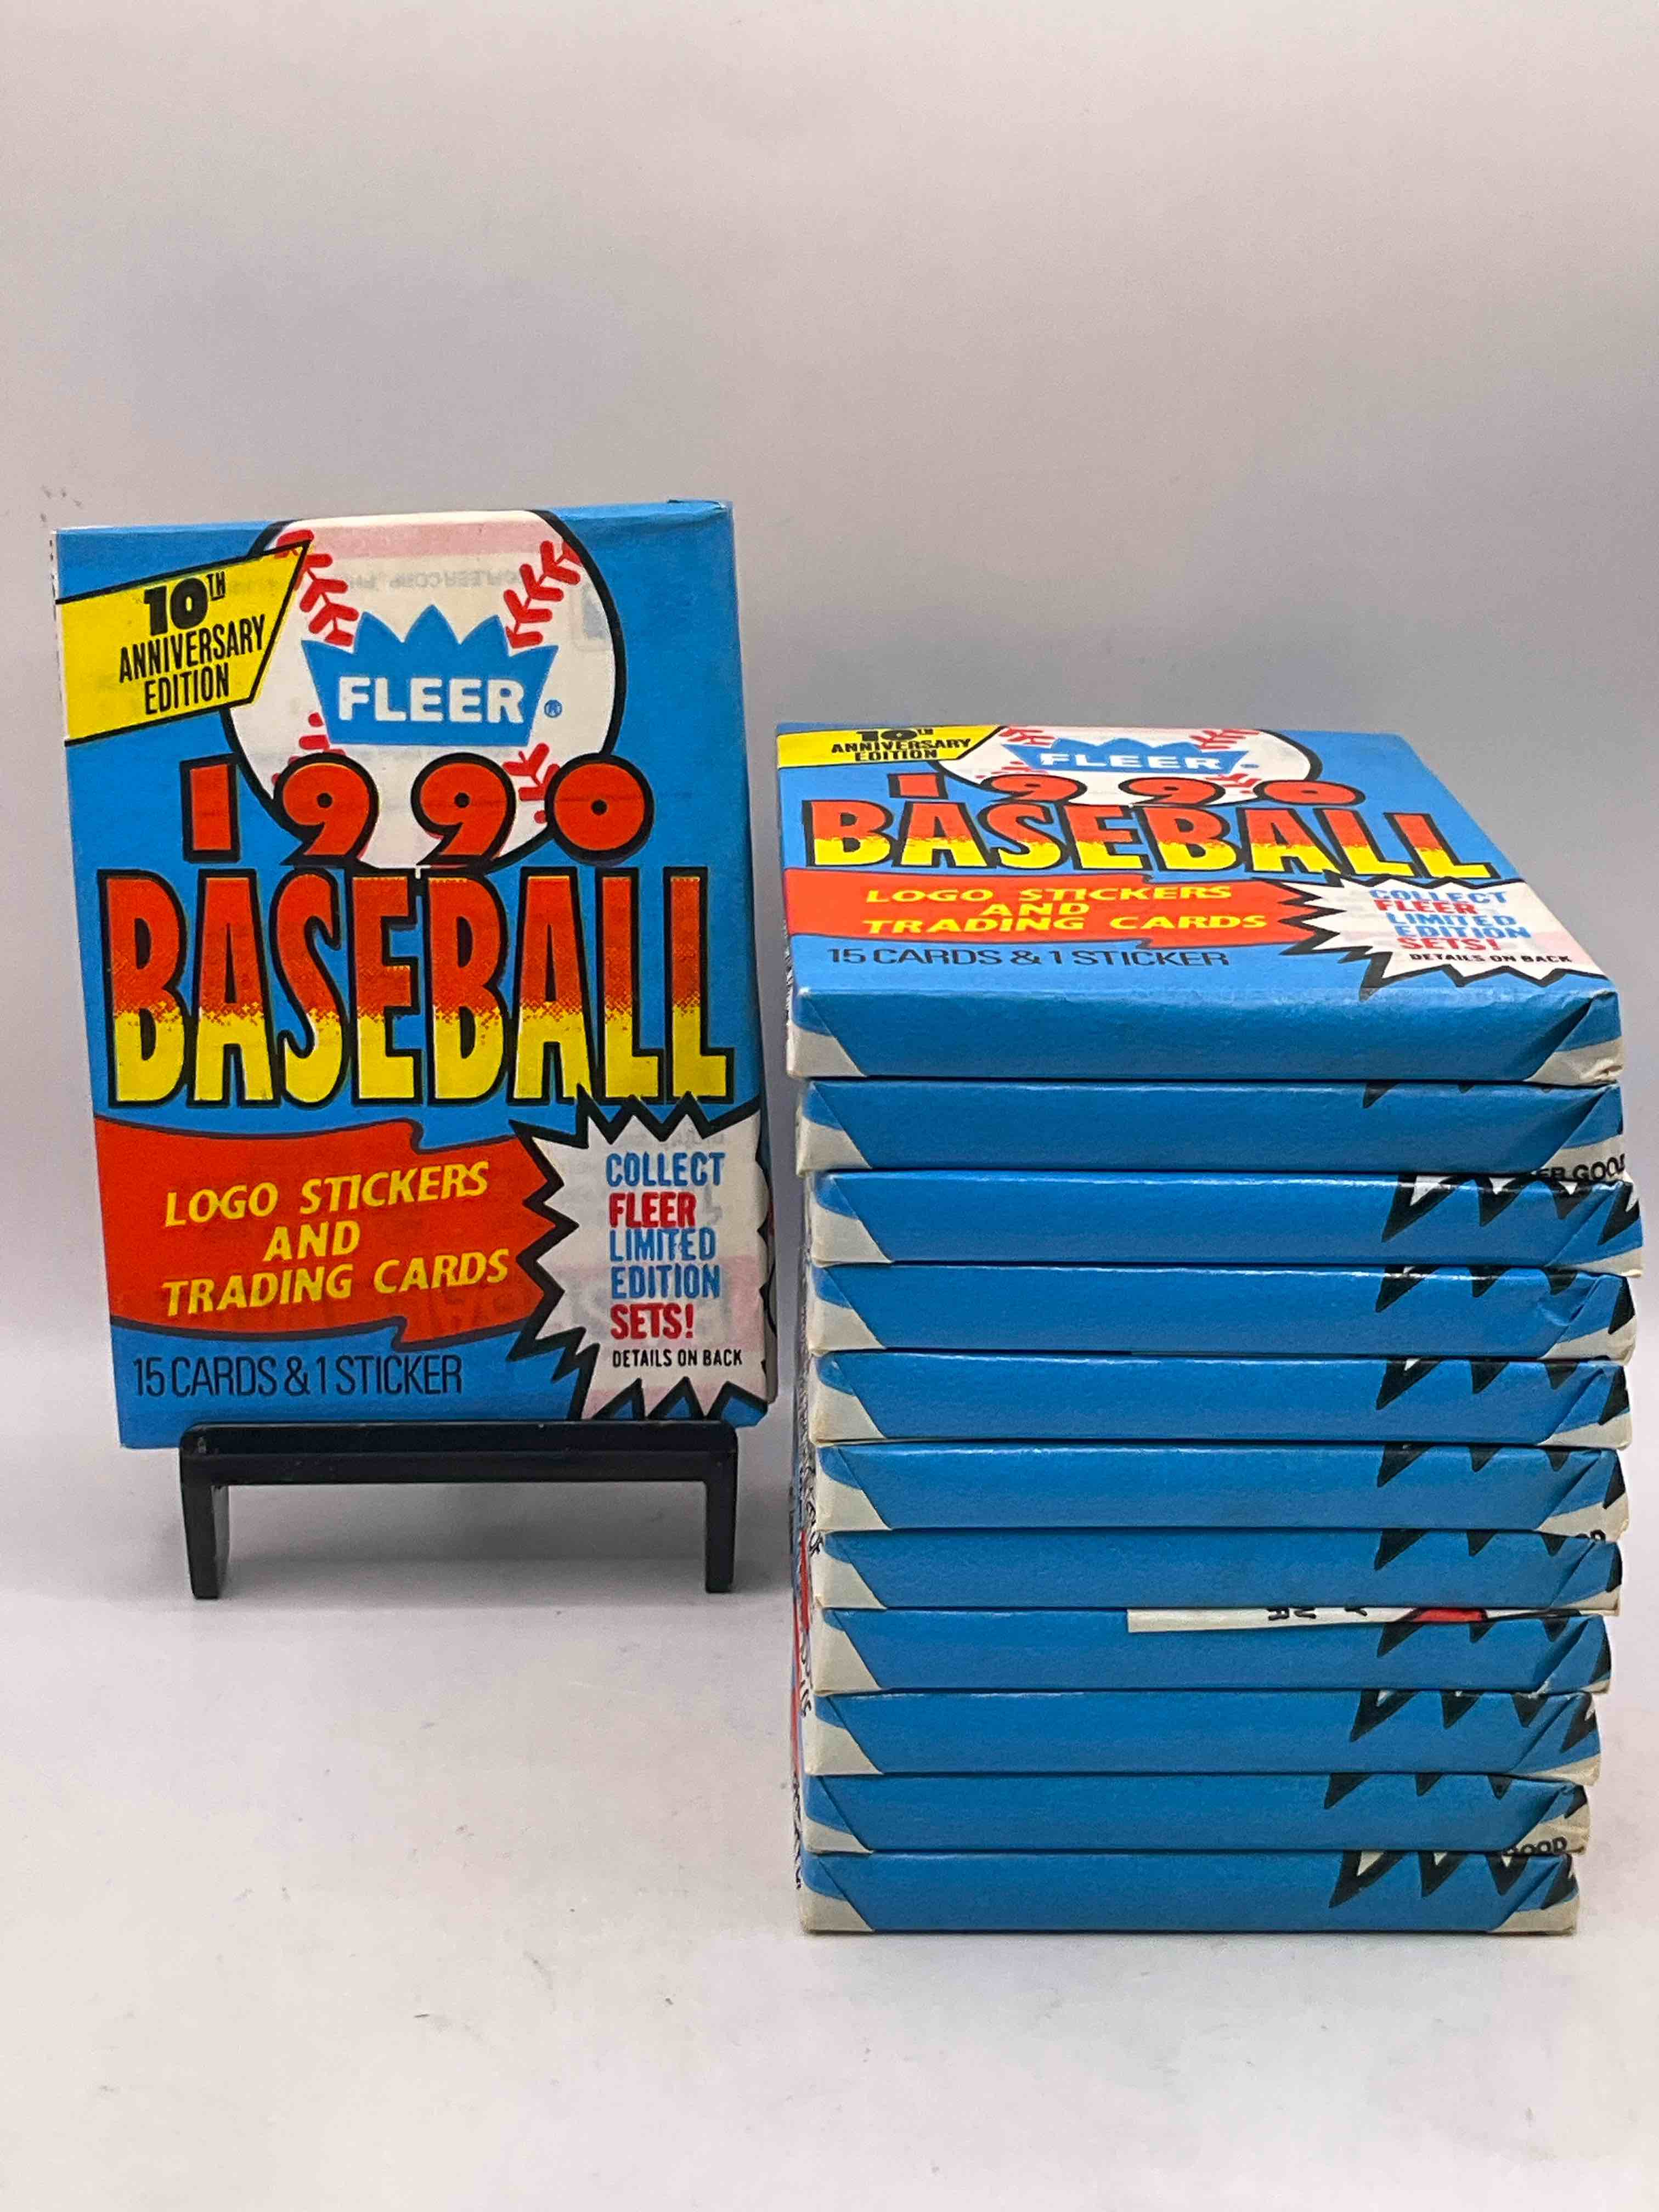 10TH
ANNIVERSARY
EDITION
FLEER®
1990
BASEBALL
LOGO STICKERS
AND
TRADING CARDS
COLLECT
FLEER
LIMITED
EDITION
SETS!
DETAILS ON BACK
15 CARDS & 1 STICKER
10TH
ANNIVERSARY
EDITION
FLEER
1990
BASEBALL
LOGO STICKERS
AND
TRADING CARDS
COLLECT
FLEER
LIMITED
EDITION
SETS!
DETAILS ON BACK
15 CARDS & 1 STICKER